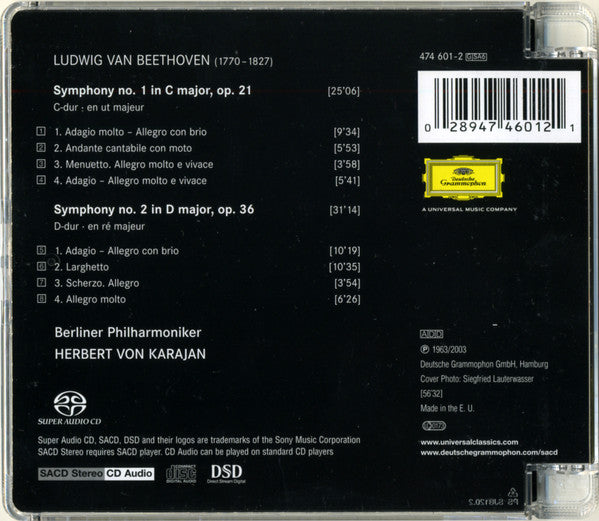 LUDWIG VAN BEETHOVEN (1770–1827)
474 601-2 GSA6
Symphony no. 1 in C major, op. 21 [25'06]
C-dur · en ut majeur
1 1. Adagio molto – Allegro con brio [9'34]
2 2. Andante cantabile con moto [5'53]
3 3. Menuetto. Allegro molto e vivace [3'58]
4 4. Adagio – Allegro molto e vivace [5'41]
Symphony no. 2 in D major, op. 36 [31'14]
D-dur · en ré majeur
5 1. Adagio – Allegro con brio [10'19]
6 2. Larghetto [10'35]
7 3. Scherzo. Allegro [3'54]
8 4. Allegro molto [6'26]
Berliner Philharmoniker
HERBERT VON KARAJAN
0 28947 46012 1
Deutsche
Grammophon
A UNIVERSAL MUSIC COMPANY
ADD
℗ 1963/2003
Deutsche Grammophon GmbH, Hamburg
Cover Photo: Siegfried Lauterwasser
[56'32]
Made in the E. U.
www.universalclassics.com
www.deutschegrammophon.com/sacd
SUPER AUDIO CD
Super Audio CD, SACD, DSD and their logos are trademarks of the Sony Music Corporation
SACD Stereo requires SACD player. CD Audio can be played on standard CD players
SACD Stereo CD Audio
COMPACT
disc
DIGITAL AUDIO
DSD
Direct Stream Digital